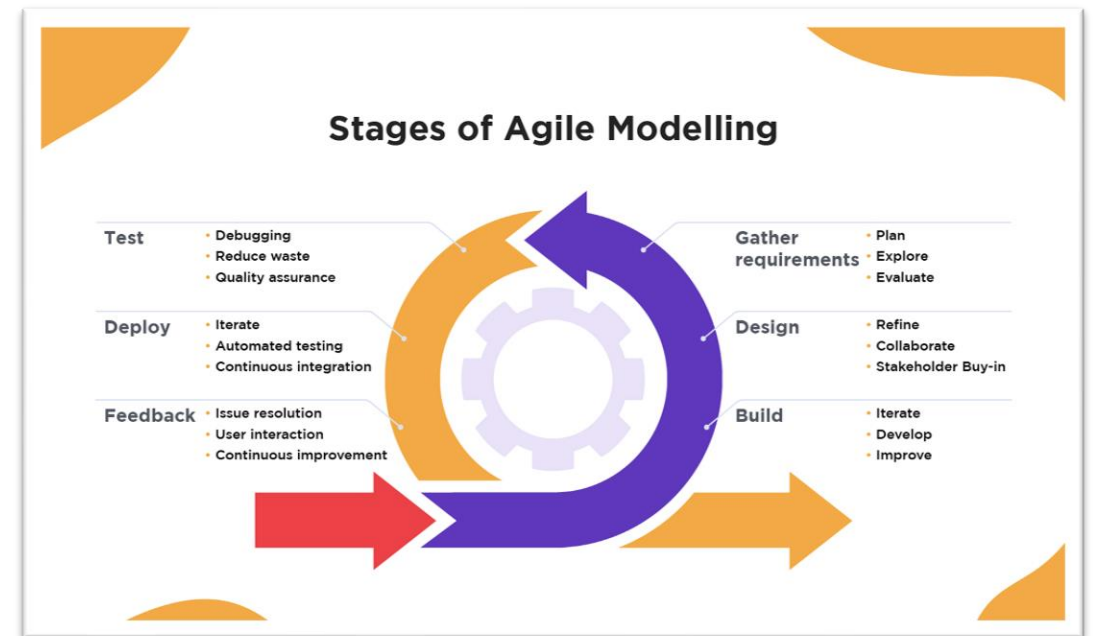 Stages of Agile Modelling
Test
Debugging
Reduce waste
Quality assurance
Deploy
Iterate
Automated testing
Continuous integration
Feedback
Issue resolution
User interaction
Continuous improvement
Gather
requirements
Plan
Explore
Evaluate
Design
Refine
Collaborate
Stakeholder Buy-in
Build
Iterate
Develop
Improve